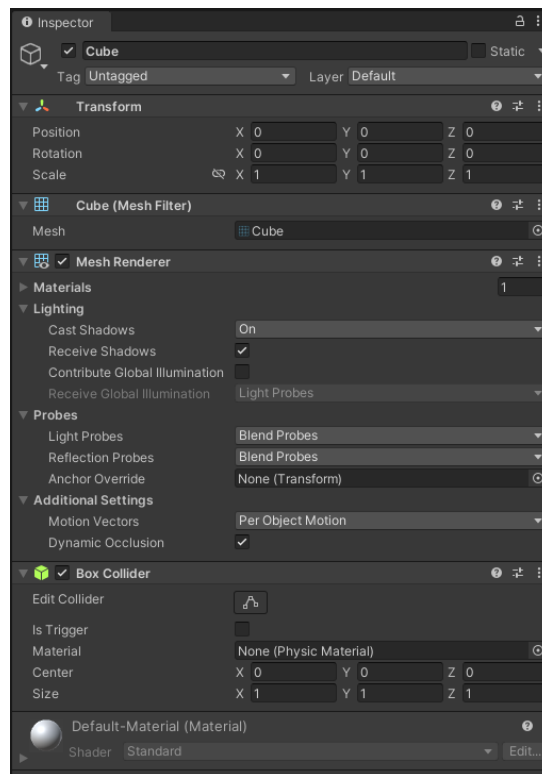 Inspector
Cube Static
Tag Untagged Layer Default
Transform
Position X 0 Y 0 Z 0
Rotation X 0 Y 0 Z 0
Scale X 1 Y 1 Z 1
Cube (Mesh Filter)
Mesh Cube
Mesh Renderer
Materials 1
Lighting
Cast Shadows On
Receive Shadows
Contribute Global Illumination
Receive Global Illumination Light Probes
Probes
Light Probes Blend Probes
Reflection Probes Blend Probes
Anchor Override None (Transform)
Additional Settings
Motion Vectors Per Object Motion
Dynamic Occlusion
Box Collider
Edit Collider
Is Trigger
Material None (Physic Material)
Center X 0 Y 0 Z 0
Size X 1 Y 1 Z 1
Default-Material (Material)
Shader Standard Edit...